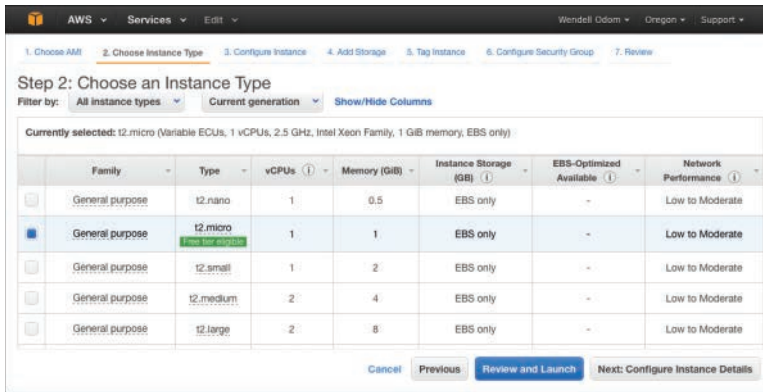 AWS Services Edit Wendell Odom Oregon Support
1. Choose AMI 2. Choose Instance Type 3. Configure Instance 4. Add Storage 5. Tag Instance 6. Configure Security Group 7. Review
Step 2: Choose an Instance Type
Filter by: All instance types Current generation Show/Hide Columns
Currently selected: t2.micro (Variable ECUs, 1 vCPUs, 2.5 GHz, Intel Xeon Family, 1 GiB memory, EBS only)
Family Type vCPUs i Memory (GiB) Instance Storage (GB) i EBS-Optimized Available i Network Performance i
General purpose t2.nano 1 0.5 EBS only - Low to Moderate
General purpose t2.micro Free tier eligible 1 1 EBS only - Low to Moderate
General purpose t2.small 1 2 EBS only - Low to Moderate
General purpose t2.medium 2 4 EBS only - Low to Moderate
General purpose t2.large 2 8 EBS only - Low to Moderate
Cancel Previous Review and Launch Next: Configure Instance Details